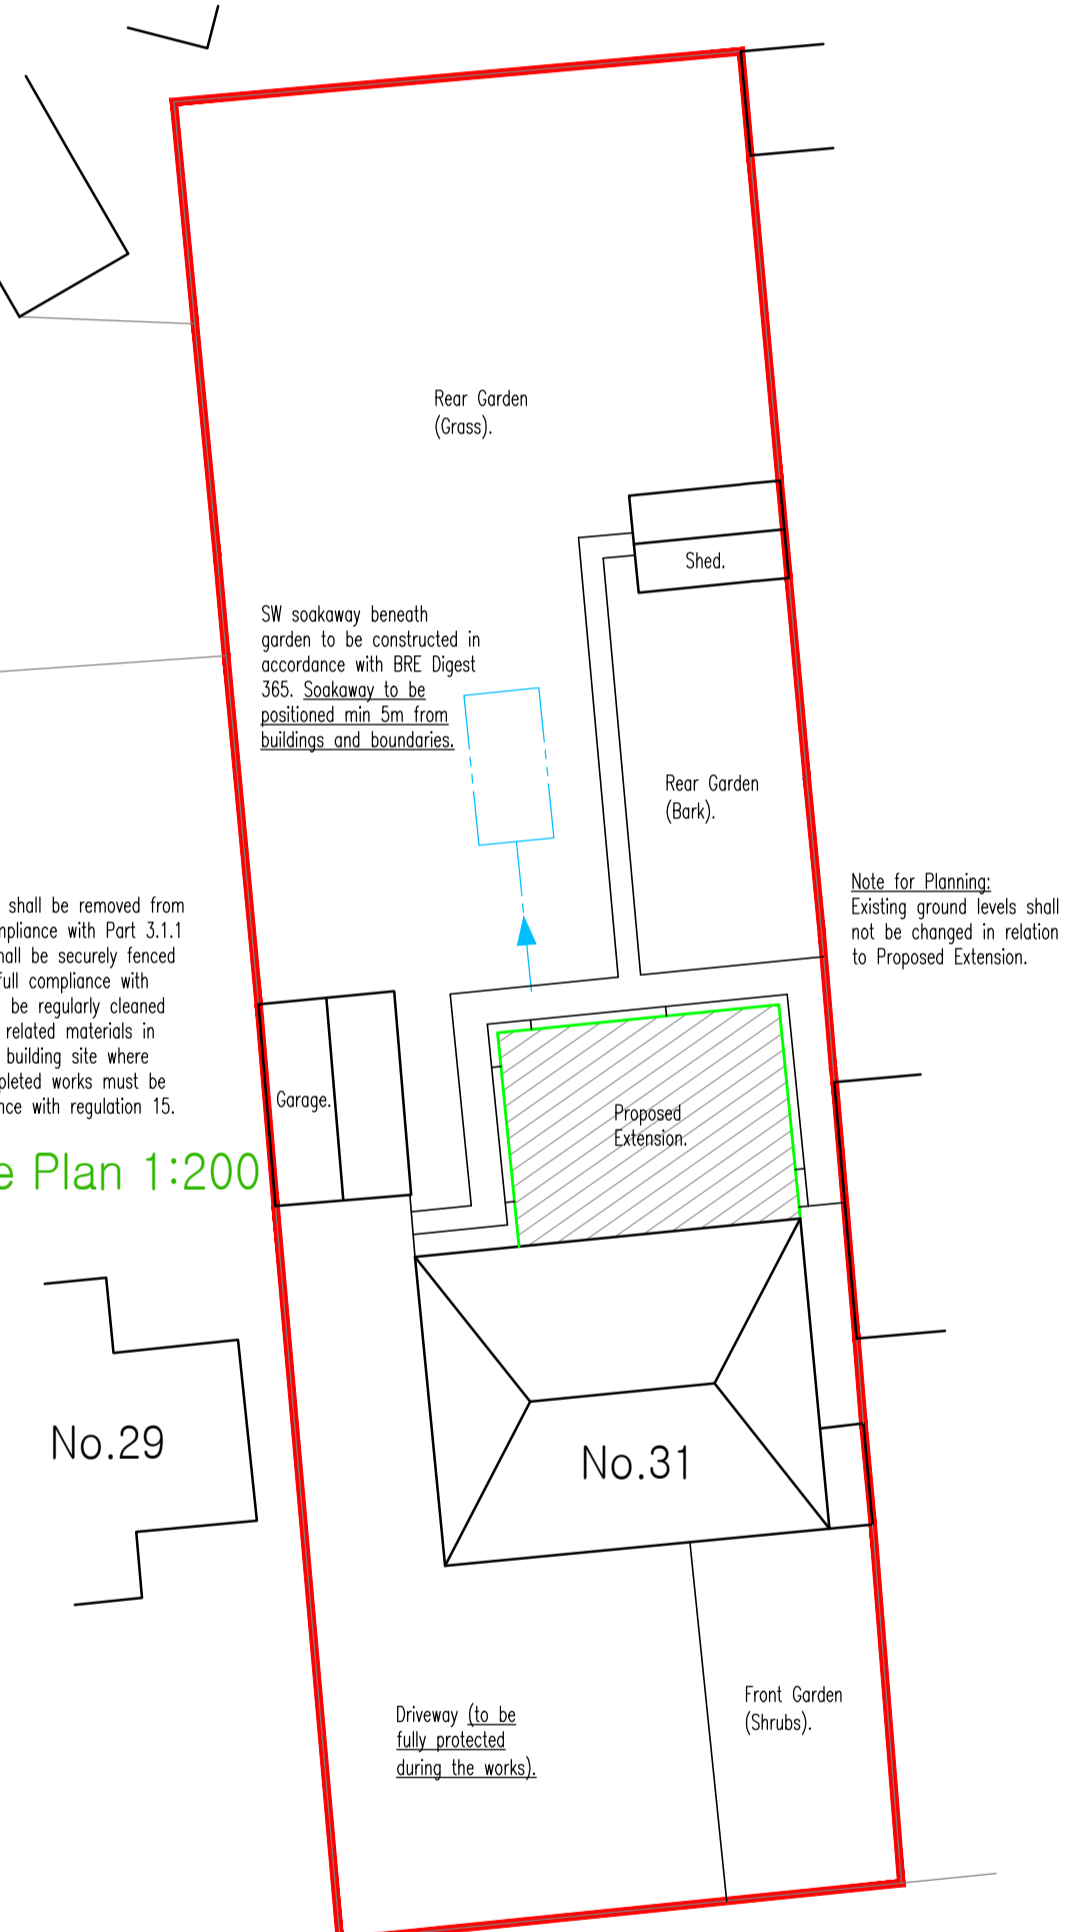 Rear Garden
(Grass).
Shed.
SW soakaway beneath
garden to be constructed in
accordance with BRE Digest
365. Soakaway to be
positioned min 5m from
buildings and boundaries.
Rear Garden
(Bark).
Note for Planning:
Existing ground levels shall
not be changed in relation
to Proposed Extension.
shall be removed from
compliance with Part 3.1.1
shall be securely fenced
full compliance with
be regularly cleaned
related materials in
building site where
completed works must be
accordance with regulation 15.
Garage.
Proposed
Extension.
e Plan 1:200
No.29
No.31
Driveway (to be
fully protected
during the works).
Front Garden
(Shrubs).